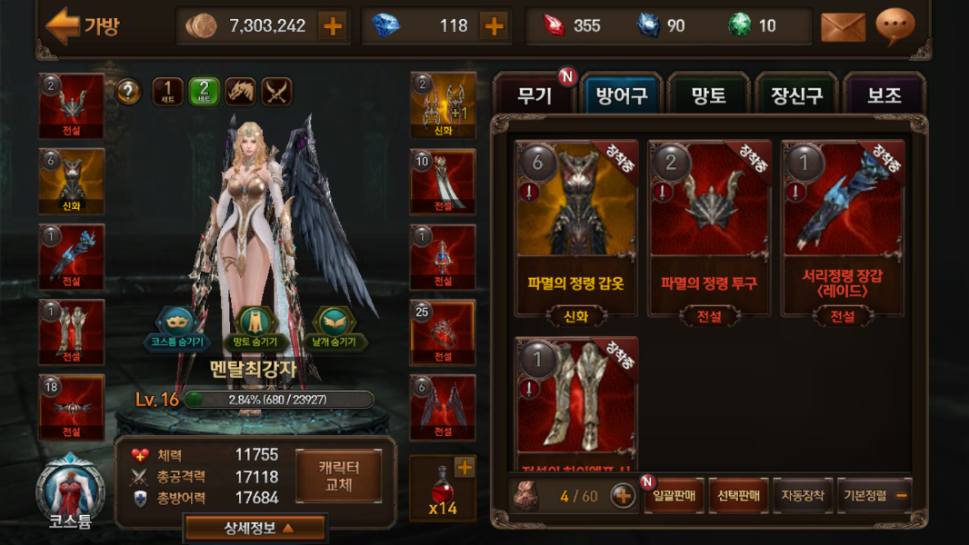 가방
7,303,242
118
355
90
10
2
전설
6
신화
1
전설
1
전설
18
전설
?
1
세트
2
세트
2
+1
신화
10
전설
1
전설
25
전설
6
전설
코스튬 숨기기
망토 숨기기
날개 숨기기
멘탈최강자
Lv. 16
2.84% (680 / 23927)
체력 11755
총공격력 17118
총방어력 17684
캐릭터
교체
상세정보
코스튬
x14
무기
N
방어구
망토
장신구
보조
6
장착중
파멸의 정령 갑옷
신화
2
장착중
파멸의 정령 투구
전설
1
장착중
서리정령 장갑
<레이드>
전설
1
장착중
4 / 60
N
일괄판매
선택판매
자동장착
기본정렬